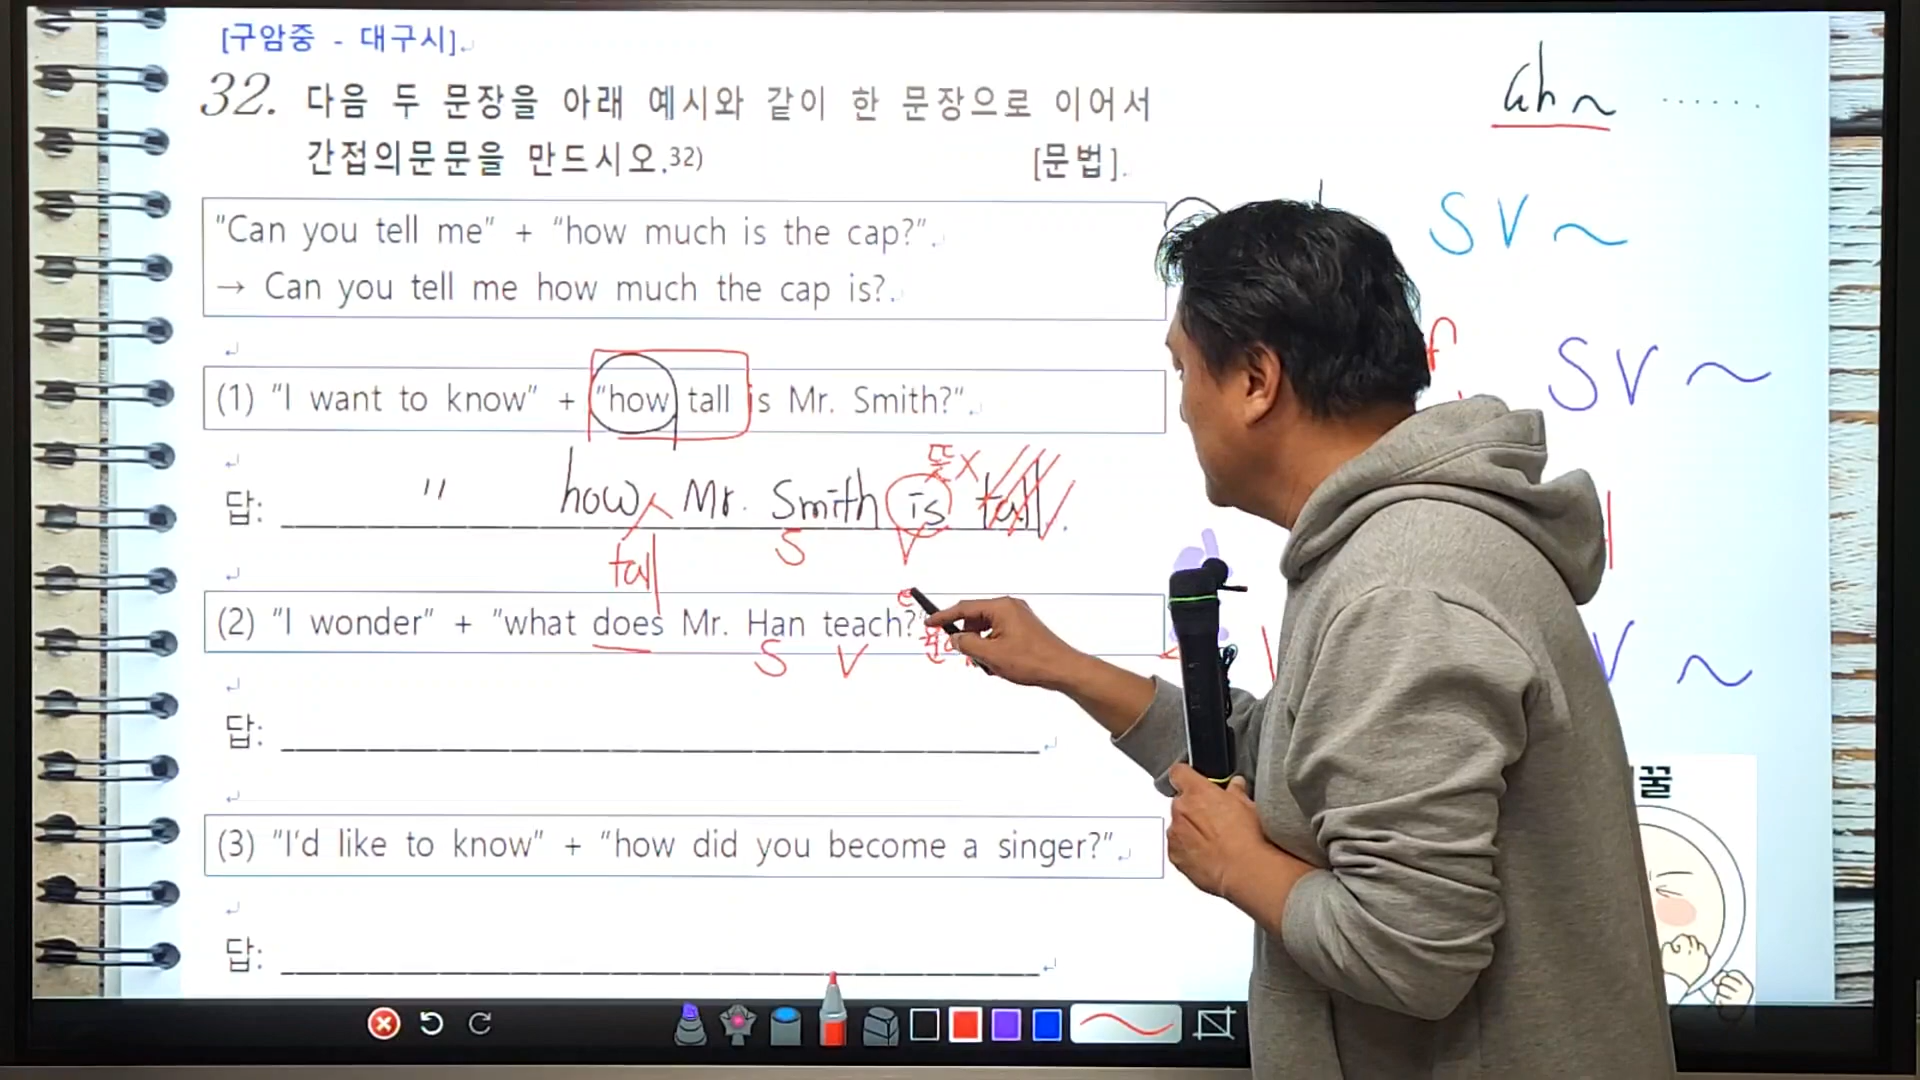 [구암중 - 대구시]
32. 다음 두 문장을 아래 예시와 같이 한 문장으로 이어서
간접의문문을 만드시오.32) [문법]
"Can you tell me" + "how much is the cap?"
→ Can you tell me how much the cap is?
(1) "I want to know" + "how tall is Mr. Smith?"
답: " how Mr. Smith is tall.
뜻X
tall S V
(2) "I wonder" + "what does Mr. Han teach?
S V
답:
(3) "I'd like to know" + "how did you become a singer?"
답:
wh~ ......
SV~
SV~
V~
꿀